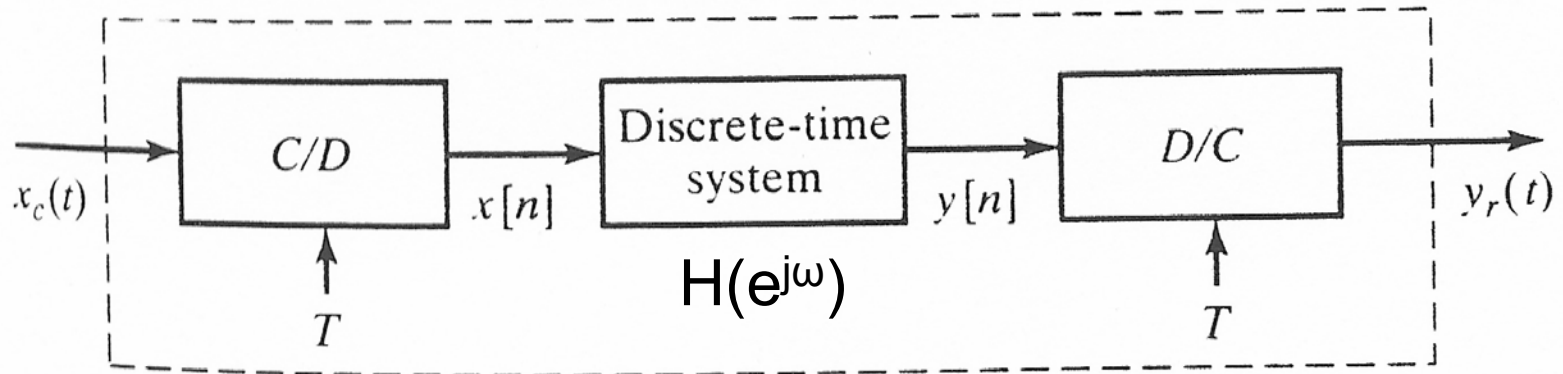 x_c(t)
C/D
x[n]
Discrete-time
system
y[n]
D/C
y_r(t)
T
H(e^{jω})
T